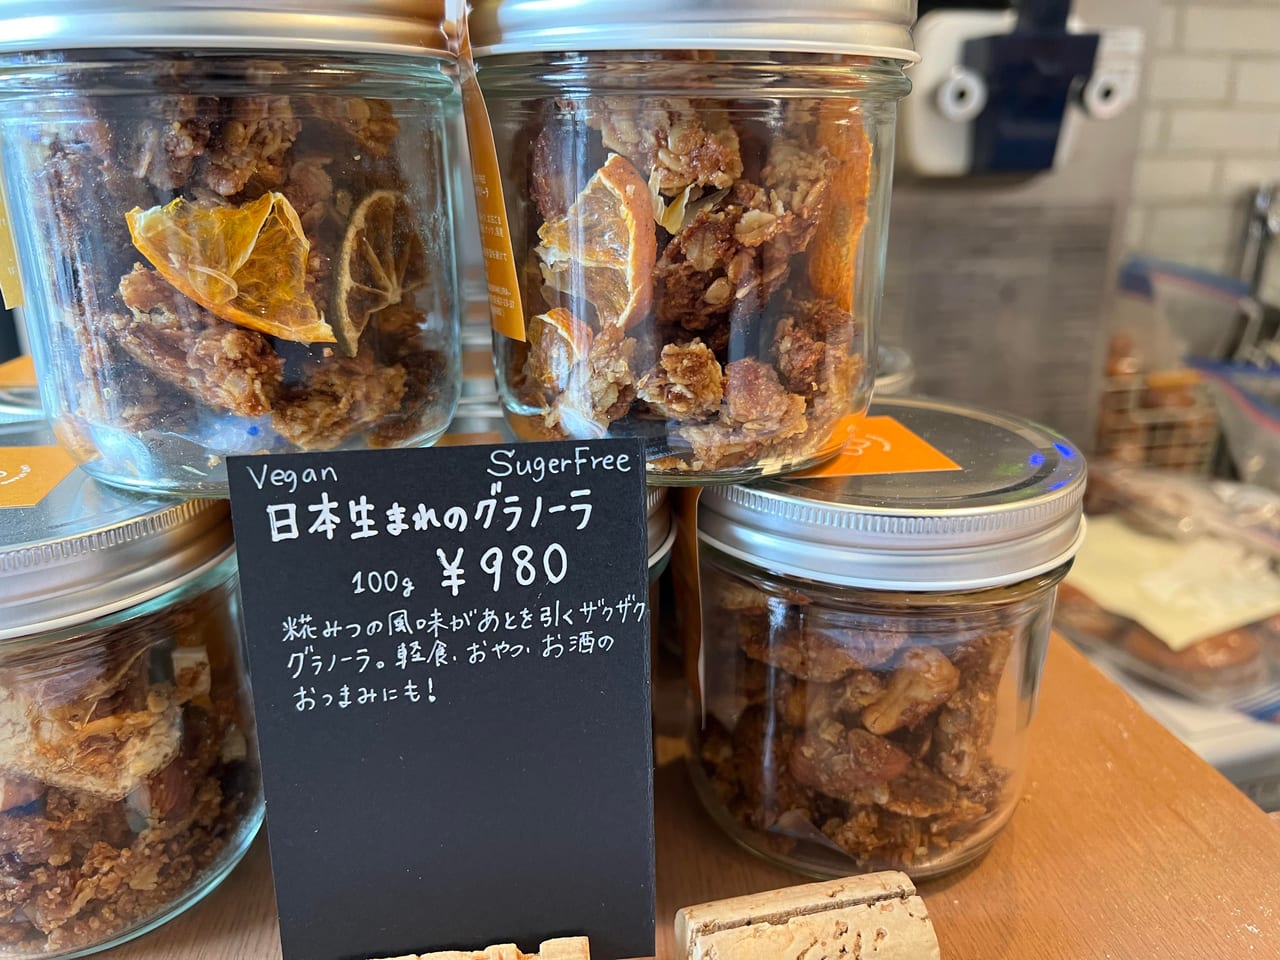 Vegan SugerFree
日本生まれのグラノーラ
100g ¥980
糀みつの風味があとを引くザクザク
グラノーラ。軽食、おやつ、お酒の
おつまみにも!